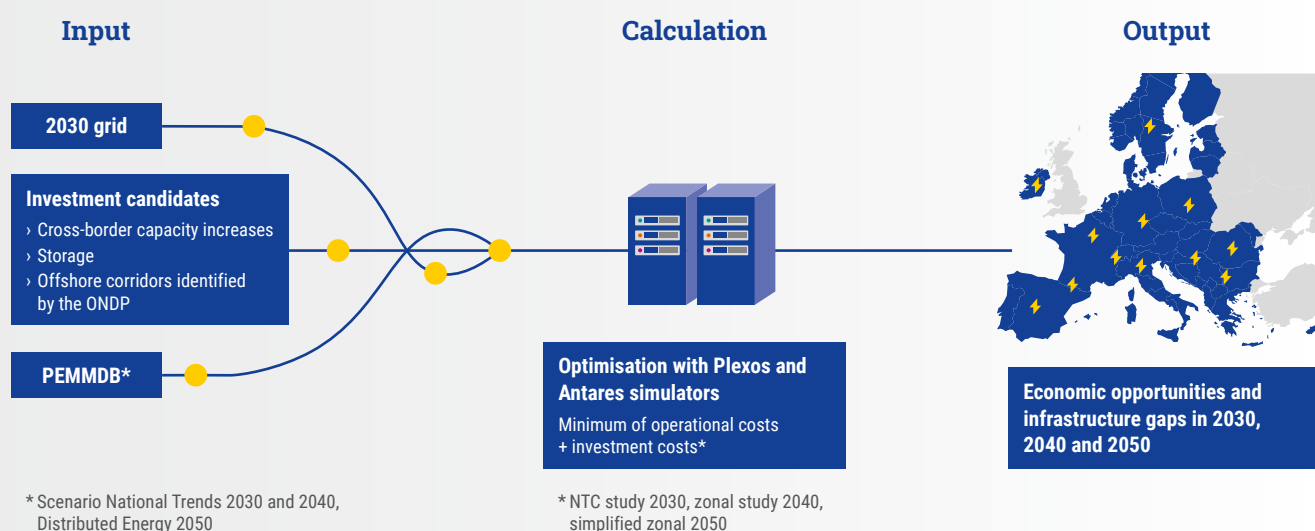 Input
Calculation
Output
2030 grid
Investment candidates
› Cross-border capacity increases
› Storage
› Offshore corridors identified
by the ONDP
PEMMDB*
* Scenario National Trends 2030 and 2040,
Distributed Energy 2050
Optimisation with Plexos and
Antares simulators
Minimum of operational costs
+ investment costs*
* NTC study 2030, zonal study 2040,
simplified zonal 2050
Economic opportunities and
infrastructure gaps in 2030,
2040 and 2050